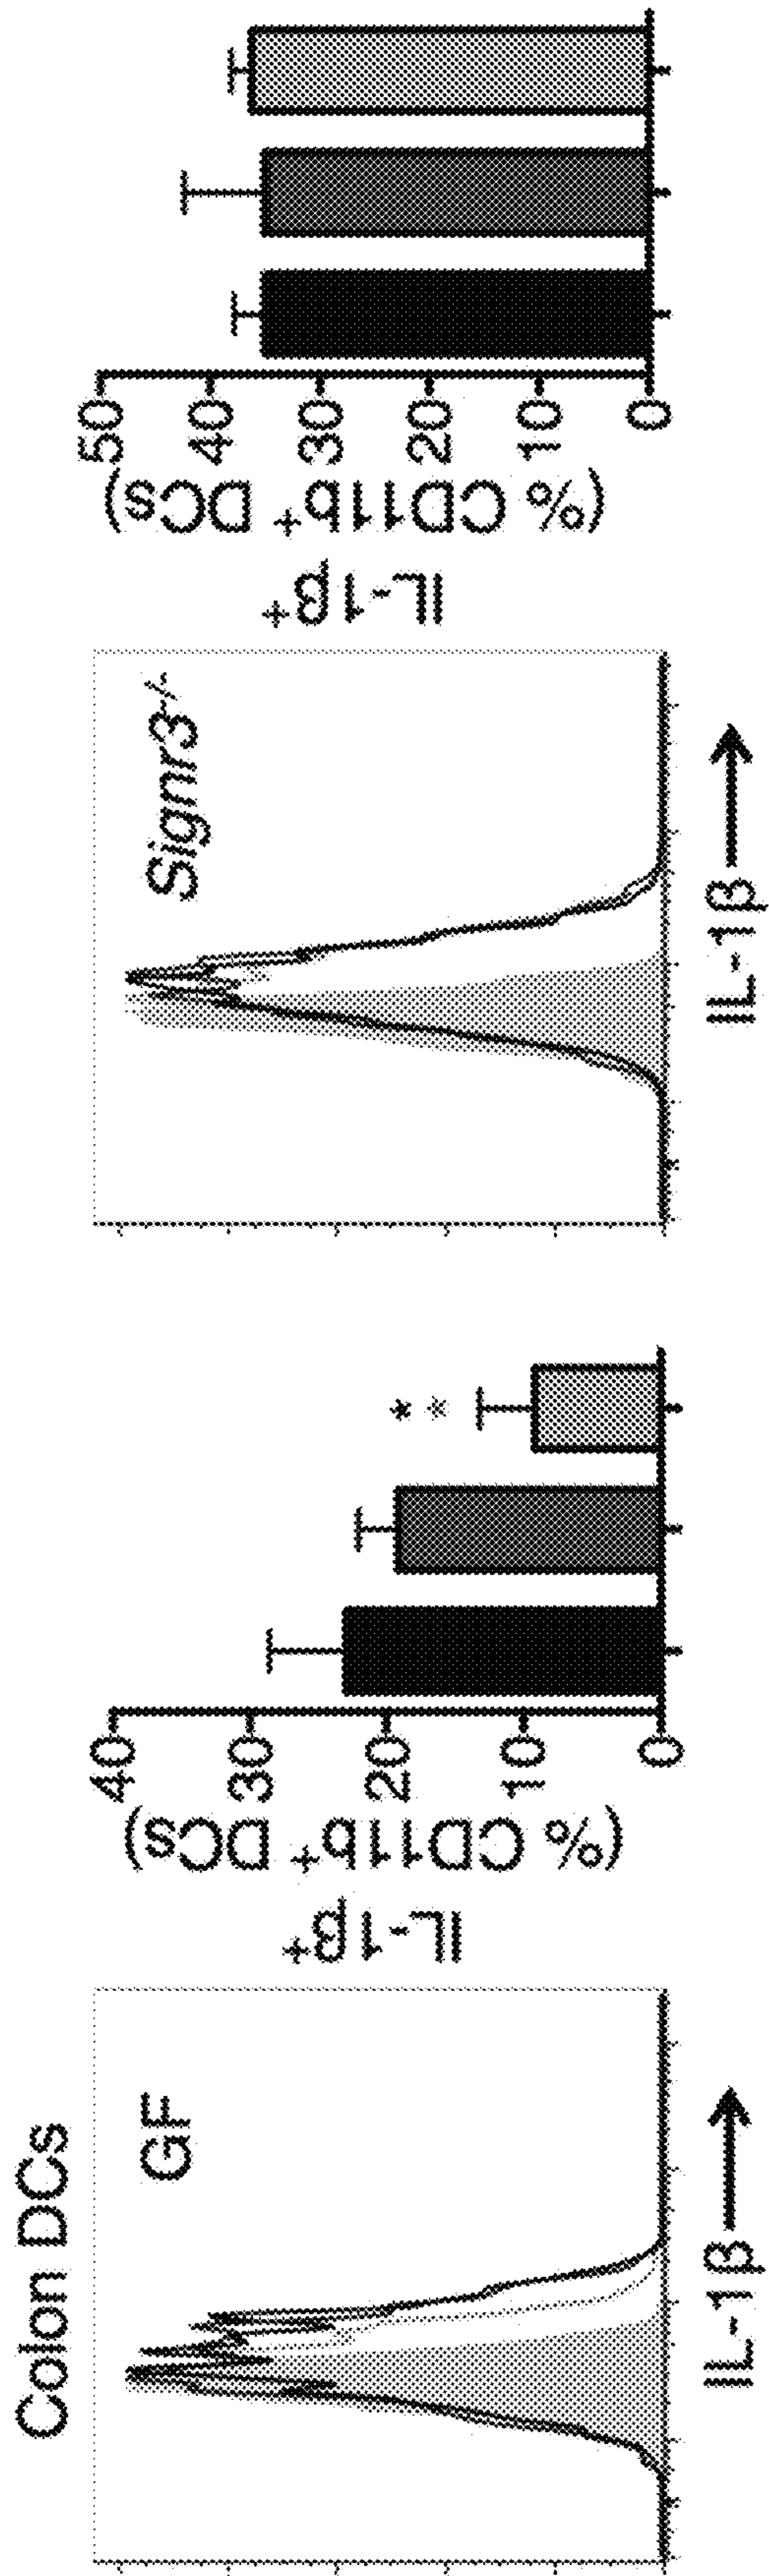 Colon DCs
GF
IL-1β
IL-1β⁺
(% CD11b⁺ DCs)
40
30
20
10
0
*
*
Signr3-/-
IL-1β
IL-1β⁺
(% CD11b⁺ DCs)
50
40
30
20
10
0